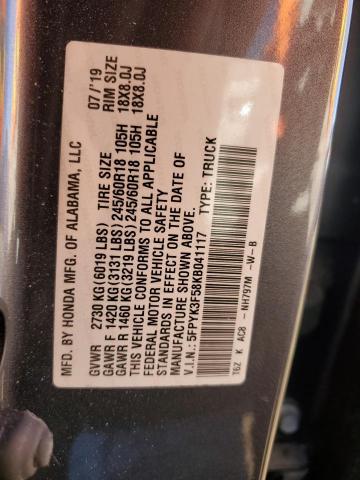 MFD. BY HONDA MFG. OF ALABAMA, LLC 07/'19
GVWR 2730 KG (6019 LBS) TIRE SIZE RIM SIZE
GAWR F 1420 KG (3131 LBS) 245/60R18 105H 18X8.0J
GAWR R 1460 KG (3219 LBS) 245/60R18 105H 18X8.0J
THIS VEHICLE CONFORMS TO ALL APPLICABLE
FEDERAL MOTOR VEHICLE SAFETY
STANDARDS IN EFFECT ON THE DATE OF
MANUFACTURE SHOWN ABOVE.
V.I.N.: 5FPYK3F58KB041117 TYPE: TRUCK
T6Z K AC8 - NH797M -W-B